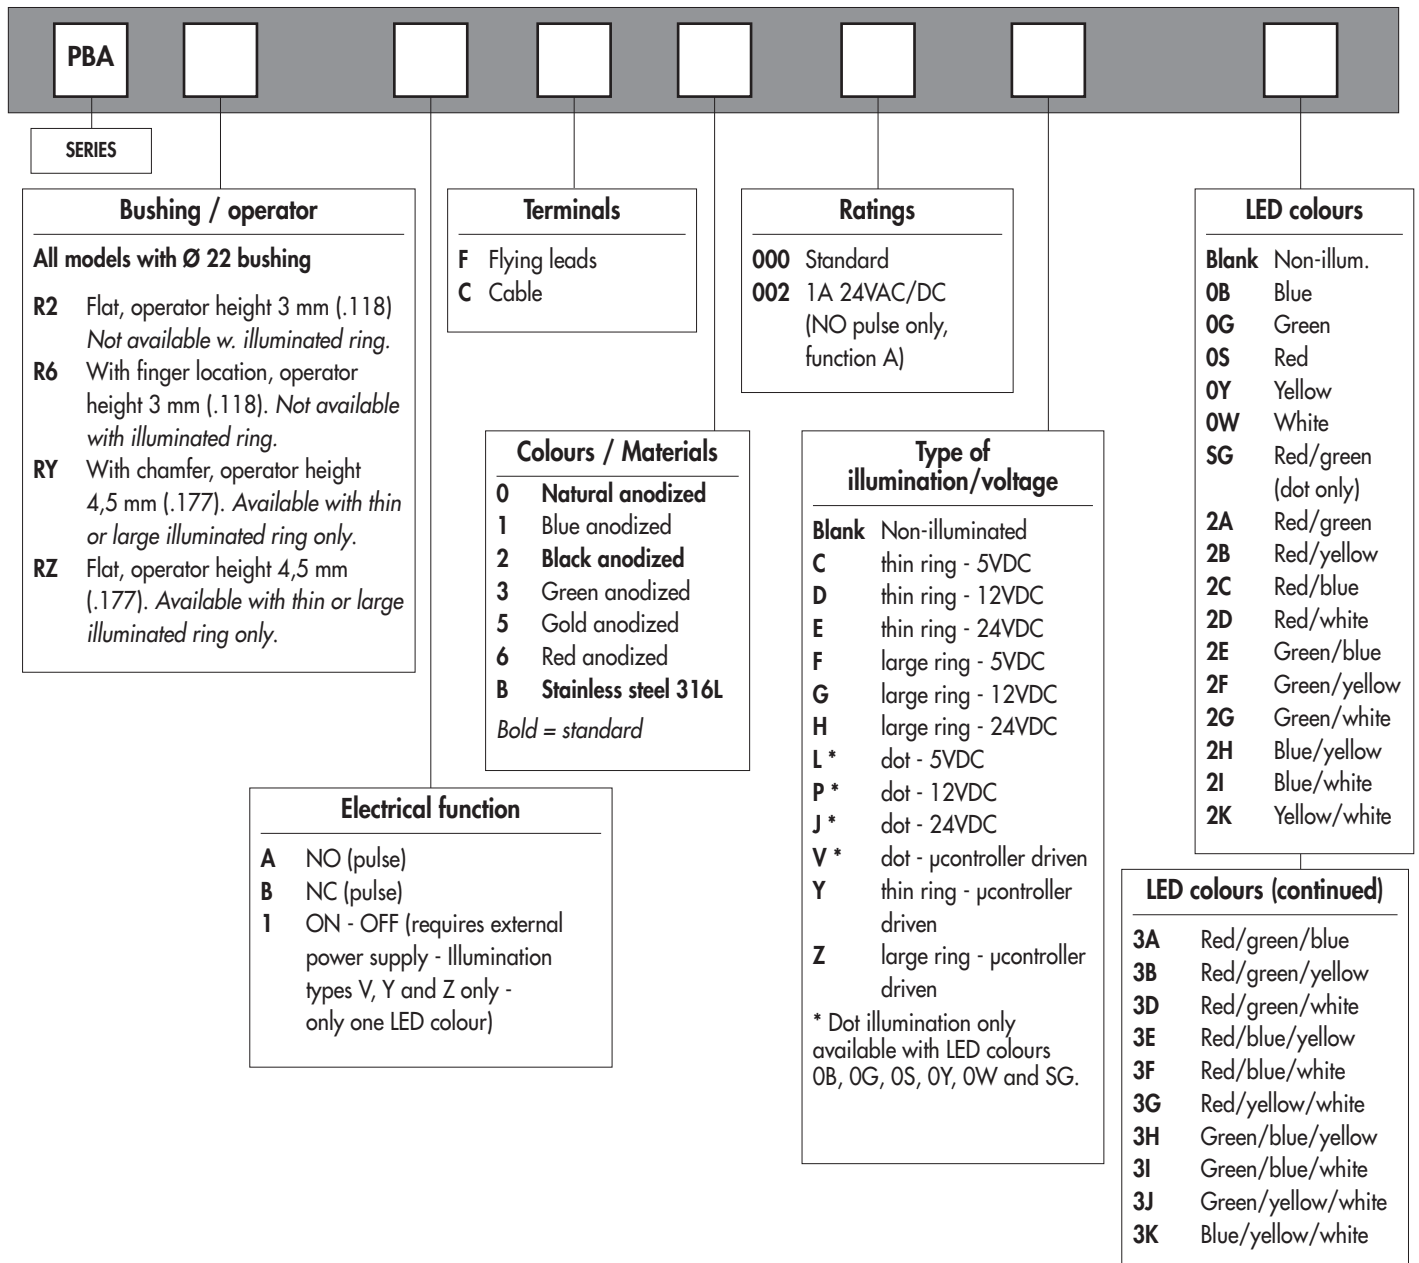 PBA
SERIES
Bushing / operator
All models with Ø 22 bushing
R2 Flat, operator height 3 mm (.118)
Not available w. illuminated ring.
R6 With finger location, operator
height 3 mm (.118). Not available
with illuminated ring.
RY With chamfer, operator height
4,5 mm (.177). Available with thin
or large illuminated ring only.
RZ Flat, operator height 4,5 mm
(.177). Available with thin or large
illuminated ring only.
Electrical function
A NO (pulse)
B NC (pulse)
1 ON - OFF (requires external
power supply - Illumination
types V, Y and Z only -
only one LED colour)
Terminals
F Flying leads
C Cable
Colours / Materials
0 Natural anodized
1 Blue anodized
2 Black anodized
3 Green anodized
5 Gold anodized
6 Red anodized
B Stainless steel 316L
Bold = standard
Ratings
000 Standard
002 1A 24VAC/DC
(NO pulse only,
function A)
Type of
illumination/voltage
Blank Non-illuminated
C thin ring - 5VDC
D thin ring - 12VDC
E thin ring - 24VDC
F large ring - 5VDC
G large ring - 12VDC
H large ring - 24VDC
L * dot - 5VDC
P * dot - 12VDC
J * dot - 24VDC
V * dot - µcontroller driven
Y thin ring - µcontroller
driven
Z large ring - µcontroller
driven
* Dot illumination only
available with LED colours
0B, 0G, 0S, 0Y, 0W and SG.
LED colours
Blank Non-illum.
0B Blue
0G Green
0S Red
0Y Yellow
0W White
SG Red/green
(dot only)
2A Red/green
2B Red/yellow
2C Red/blue
2D Red/white
2E Green/blue
2F Green/yellow
2G Green/white
2H Blue/yellow
2I Blue/white
2K Yellow/white
LED colours (continued)
3A Red/green/blue
3B Red/green/yellow
3D Red/green/white
3E Red/blue/yellow
3F Red/blue/white
3G Red/yellow/white
3H Green/blue/yellow
3I Green/blue/white
3J Green/yellow/white
3K Blue/yellow/white